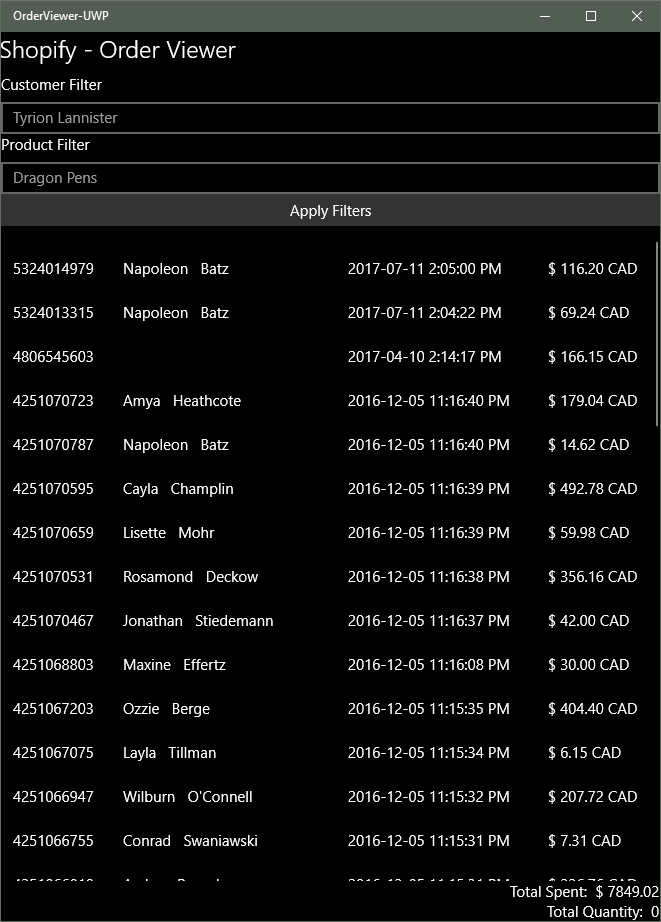 OrderViewer-UWP
Shopify - Order Viewer
Customer Filter
Tyrion Lannister
Product Filter
Dragon Pens
Apply Filters
5324014979 Napoleon Batz 2017-07-11 2:05:00 PM $ 116.20 CAD
5324013315 Napoleon Batz 2017-07-11 2:04:22 PM $ 69.24 CAD
4806545603 2017-04-10 2:14:17 PM $ 166.15 CAD
4251070723 Amya Heathcote 2016-12-05 11:16:40 PM $ 179.04 CAD
4251070787 Napoleon Batz 2016-12-05 11:16:40 PM $ 14.62 CAD
4251070595 Cayla Champlin 2016-12-05 11:16:39 PM $ 492.78 CAD
4251070659 Lisette Mohr 2016-12-05 11:16:39 PM $ 59.98 CAD
4251070531 Rosamond Deckow 2016-12-05 11:16:38 PM $ 356.16 CAD
4251070467 Jonathan Stiedemann 2016-12-05 11:16:37 PM $ 42.00 CAD
4251068803 Maxine Effertz 2016-12-05 11:16:08 PM $ 30.00 CAD
4251067203 Ozzie Berge 2016-12-05 11:15:35 PM $ 404.40 CAD
4251067075 Layla Tillman 2016-12-05 11:15:34 PM $ 6.15 CAD
4251066947 Wilburn O'Connell 2016-12-05 11:15:32 PM $ 207.72 CAD
4251066755 Conrad Swaniawski 2016-12-05 11:15:31 PM $ 7.31 CAD
Total Spent: $ 7849.02
Total Quantity: 0